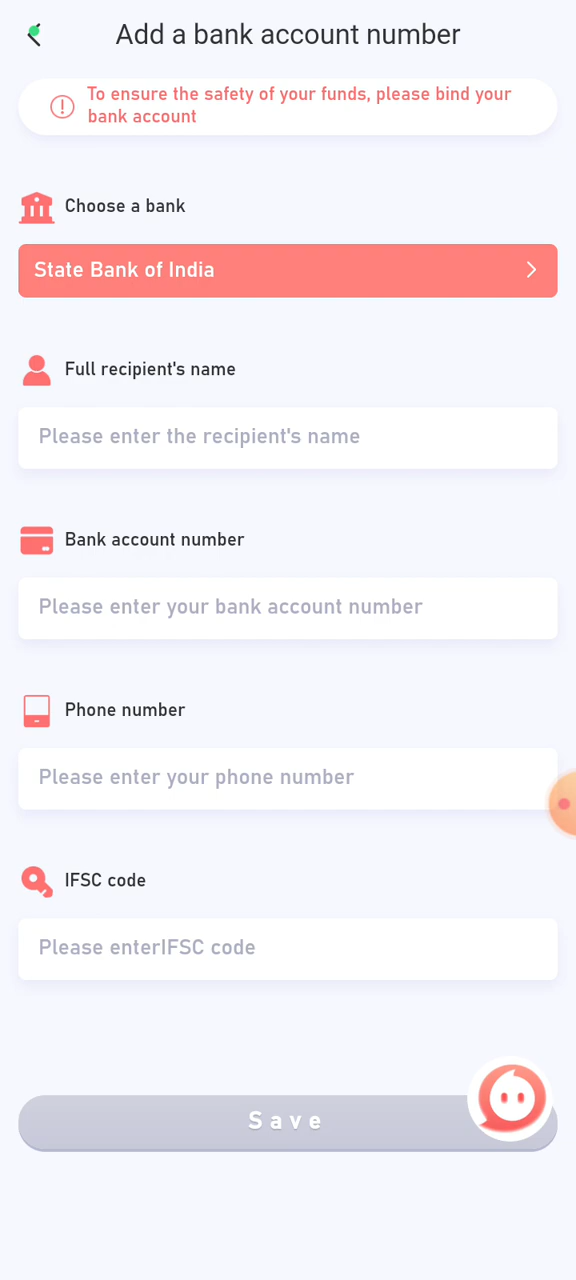 Add a bank account number
To ensure the safety of your funds, please bind your
bank account
Choose a bank
State Bank of India
Full recipient's name
Please enter the recipient's name
Bank account number
Please enter your bank account number
Phone number
Please enter your phone number
IFSC code
Please enterIFSC code
Save